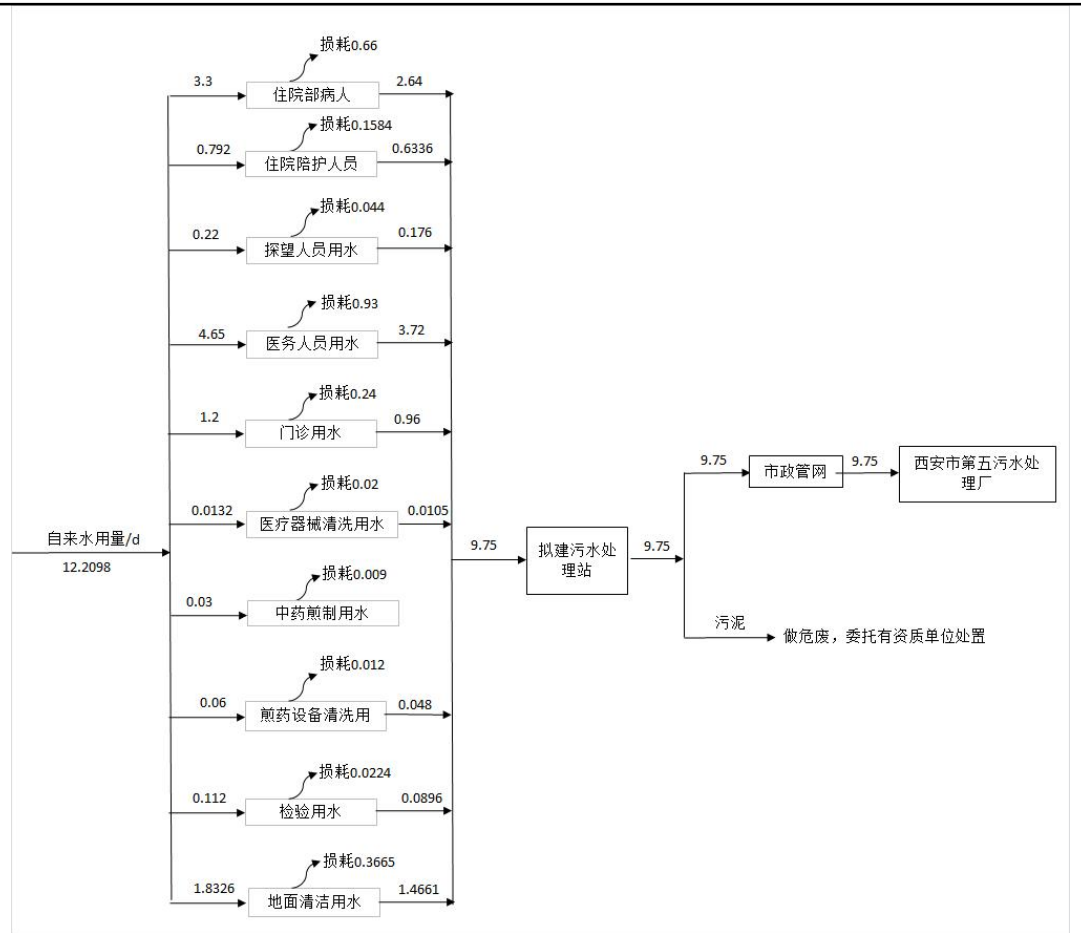 损耗0.66
3.3
住院部病人
2.64
损耗0.1584
0.792
住院陪护人员
0.6336
损耗0.044
0.22
探望人员用水
0.176
损耗0.93
4.65
医务人员用水
3.72
损耗0.24
1.2
门诊用水
0.96
损耗0.02
0.0132
医疗器械清洗用水
0.0105
自来水用量/d
12.2098
损耗0.009
0.03
中药煎制用水
损耗0.012
0.06
煎药设备清洗用
0.048
损耗0.0224
0.112
检验用水
0.0896
损耗0.3665
1.8326
地面清洁用水
1.4661
9.75
拟建污水处
理站
9.75
9.75
市政管网
9.75
西安市第五污水处
理厂
污泥
做危废，委托有资质单位处置